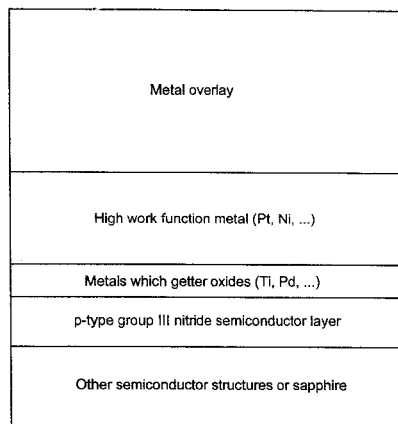 Metal overlay
High work function metal (Pt, Ni, ...)
Metals which getter oxides (Ti, Pd, ...)
p-type group III nitride semiconductor layer
Other semiconductor structures or sapphire